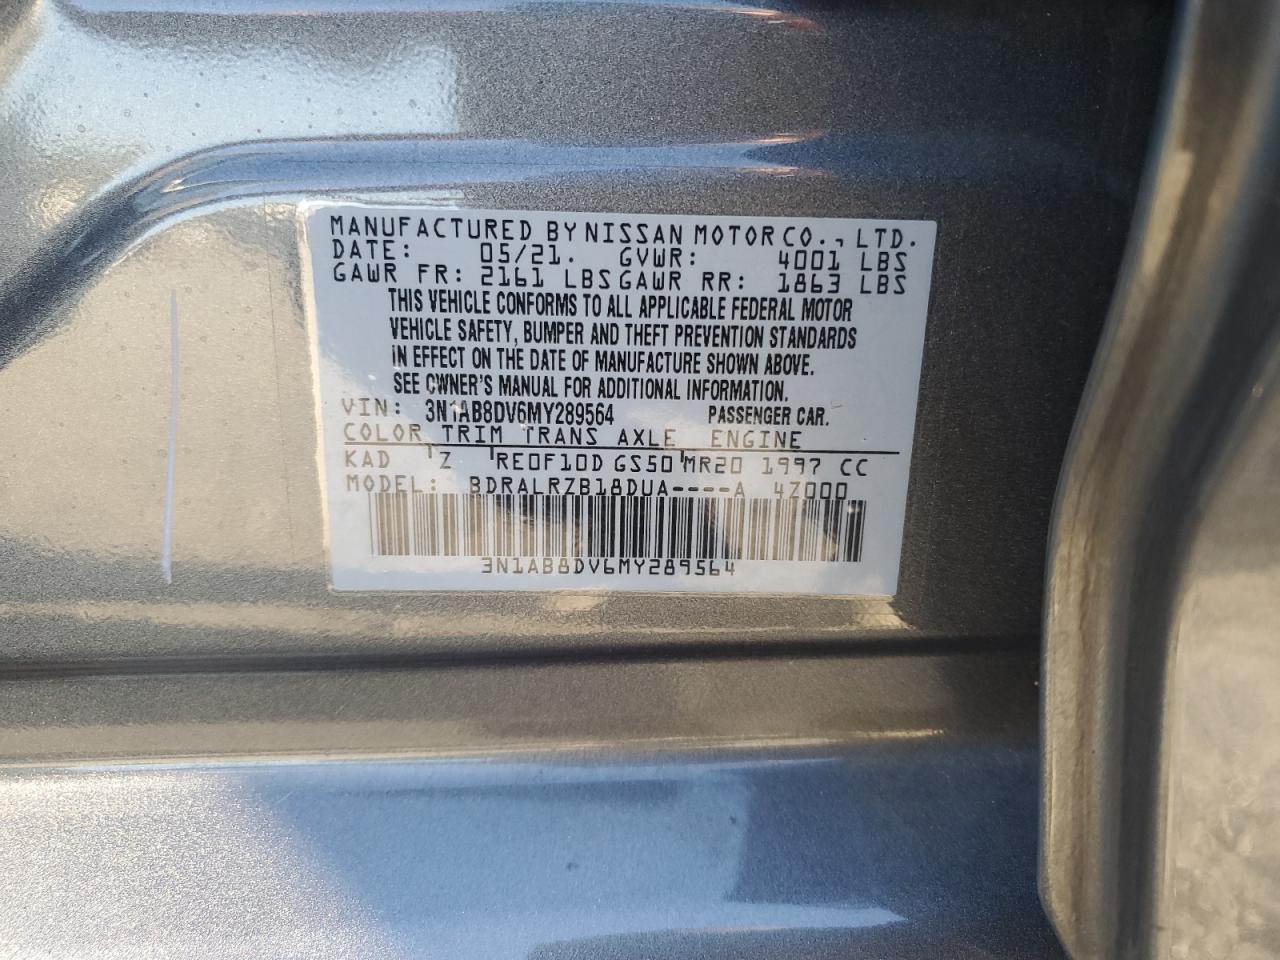 MANUFACTURED BY NISSAN MOTOR CO., LTD.
DATE: 05/21. GVWR: 4001 LBS
GAWR FR: 2161 LBS GAWR RR: 1863 LBS
THIS VEHICLE CONFORMS TO ALL APPLICABLE FEDERAL MOTOR
VEHICLE SAFETY, BUMPER AND THEFT PREVENTION STANDARDS
IN EFFECT ON THE DATE OF MANUFACTURE SHOWN ABOVE.
SEE OWNER'S MANUAL FOR ADDITIONAL INFORMATION.
VIN: 3N1AB8DV6MY289564 PASSENGER CAR.
COLOR TRIM TRANS AXLE ENGINE
KAD Z RE0F10D GS50 MR20 1997 CC
MODEL: BDRALRZB18DUA----A 4Z000
3N1AB8DV6MY289564